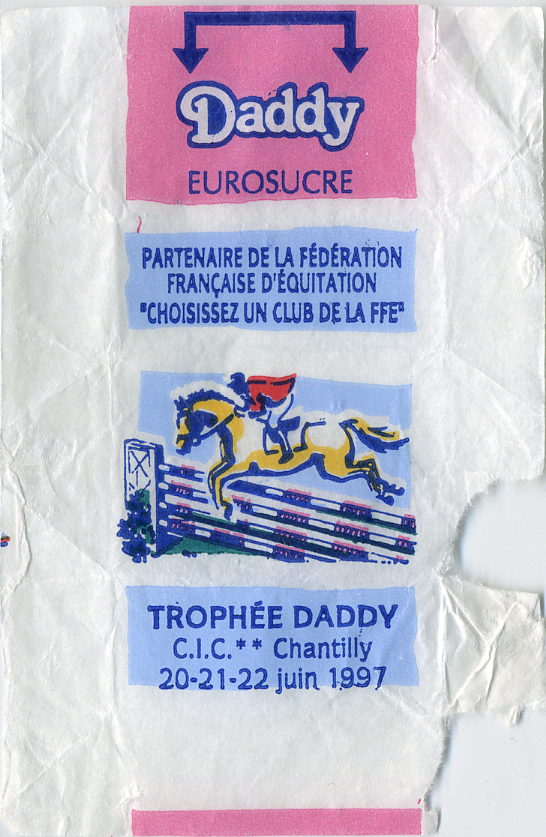 Daddy
EUROSUCRE
PARTENAIRE DE LA FÉDÉRATION
FRANÇAISE D'ÉQUITATION
"CHOISISSEZ UN CLUB DE LA FFE"
TROPHÉE DADDY
C.I.C.** Chantilly
20-21-22 juin 1997